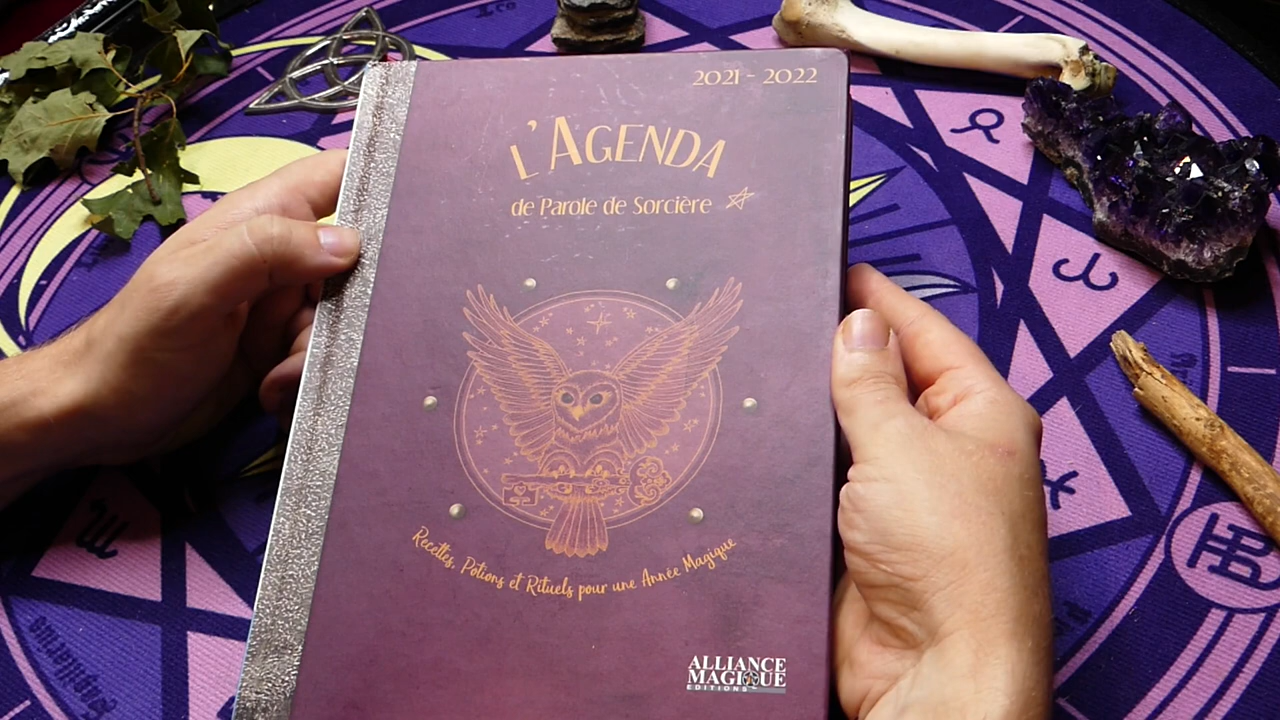 2021 - 2022
L'AGENDA
de Parole de Sorcière
Recettes, Potions et Rituels pour une Année Magique
ALLIANCE
MAGIQUE
EDITIONS